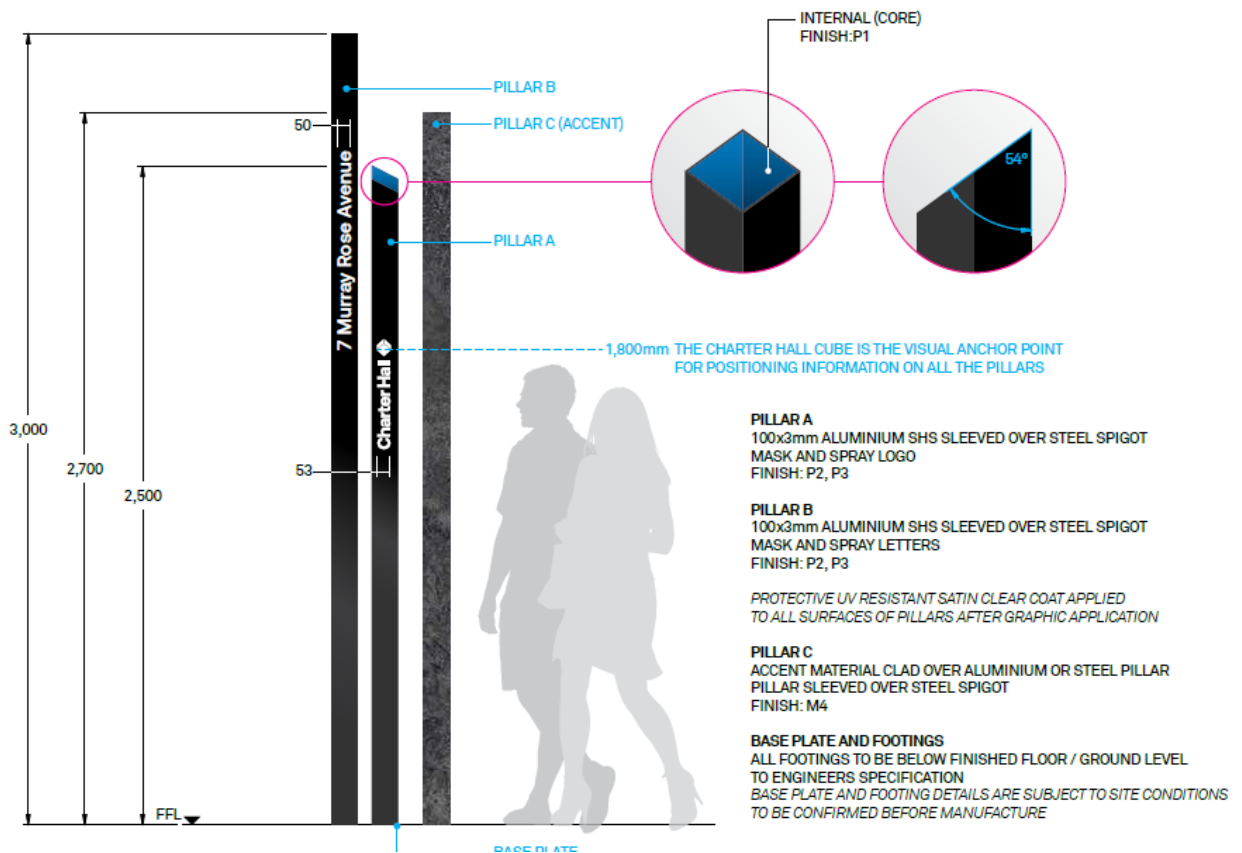 INTERNAL (CORE)
FINISH:P1
PILLAR B
50
PILLAR C (ACCENT)
54°
7 Murray Rose Avenue
PILLAR A
1,800mm THE CHARTER HALL CUBE IS THE VISUAL ANCHOR POINT
FOR POSITIONING INFORMATION ON ALL THE PILLARS
Charter Hall
3,000
2,700
2,500
53
PILLAR A
100x3mm ALUMINIUM SHS SLEEVED OVER STEEL SPIGOT
MASK AND SPRAY LOGO
FINISH: P2, P3
PILLAR B
100x3mm ALUMINIUM SHS SLEEVED OVER STEEL SPIGOT
MASK AND SPRAY LETTERS
FINISH: P2, P3
PROTECTIVE UV RESISTANT SATIN CLEAR COAT APPLIED
TO ALL SURFACES OF PILLARS AFTER GRAPHIC APPLICATION
PILLAR C
ACCENT MATERIAL CLAD OVER ALUMINIUM OR STEEL PILLAR
PILLAR SLEEVED OVER STEEL SPIGOT
FINISH: M4
BASE PLATE AND FOOTINGS
ALL FOOTINGS TO BE BELOW FINISHED FLOOR / GROUND LEVEL
TO ENGINEERS SPECIFICATION
BASE PLATE AND FOOTING DETAILS ARE SUBJECT TO SITE CONDITIONS
TO BE CONFIRMED BEFORE MANUFACTURE
FFL
BASE PLATE